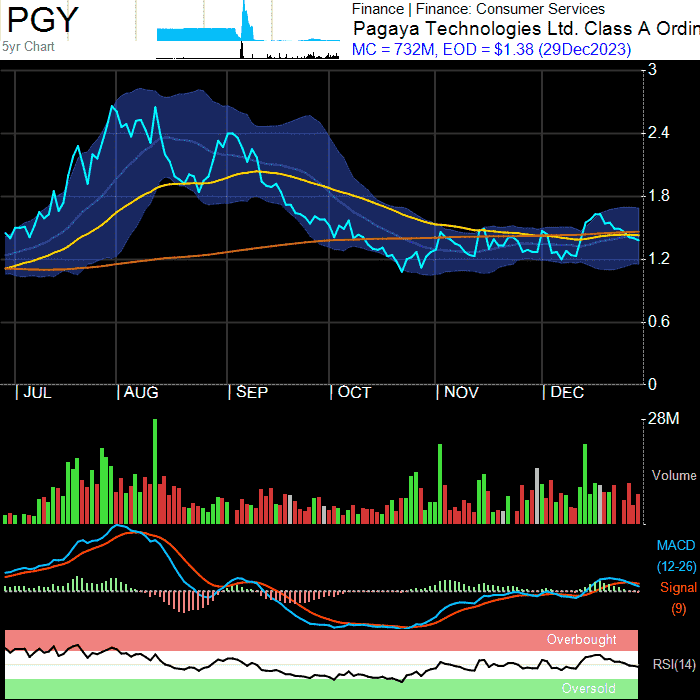 PGY
5yr Chart
Finance | Finance: Consumer Services
Pagaya Technologies Ltd. Class A Ordin
MC = 732M, EOD = $1.38 (29Dec2023)
3
2.4
1.8
1.2
0.6
0
JUL
AUG
SEP
OCT
NOV
DEC
28M
Volume
MACD
(12-26)
Signal
(9)
Overbought
RSI(14)
Oversold